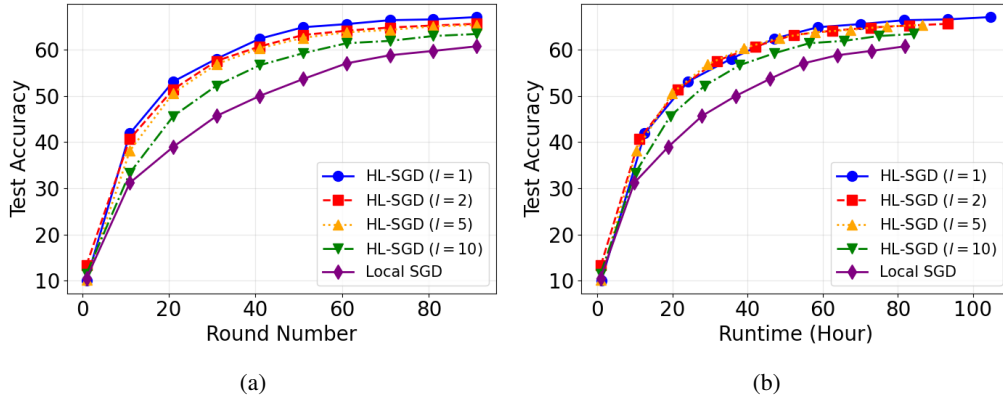 60
50
40
30
20
10
Test Accuracy
HL-SGD (I = 1)
HL-SGD (I = 2)
HL-SGD (I = 5)
HL-SGD (I = 10)
Local SGD
0 20 40 60 80
Round Number
(a)
60
50
40
30
20
10
Test Accuracy
HL-SGD (I = 1)
HL-SGD (I = 2)
HL-SGD (I = 5)
HL-SGD (I = 10)
Local SGD
0 20 40 60 80 100
Runtime (Hour)
(b)